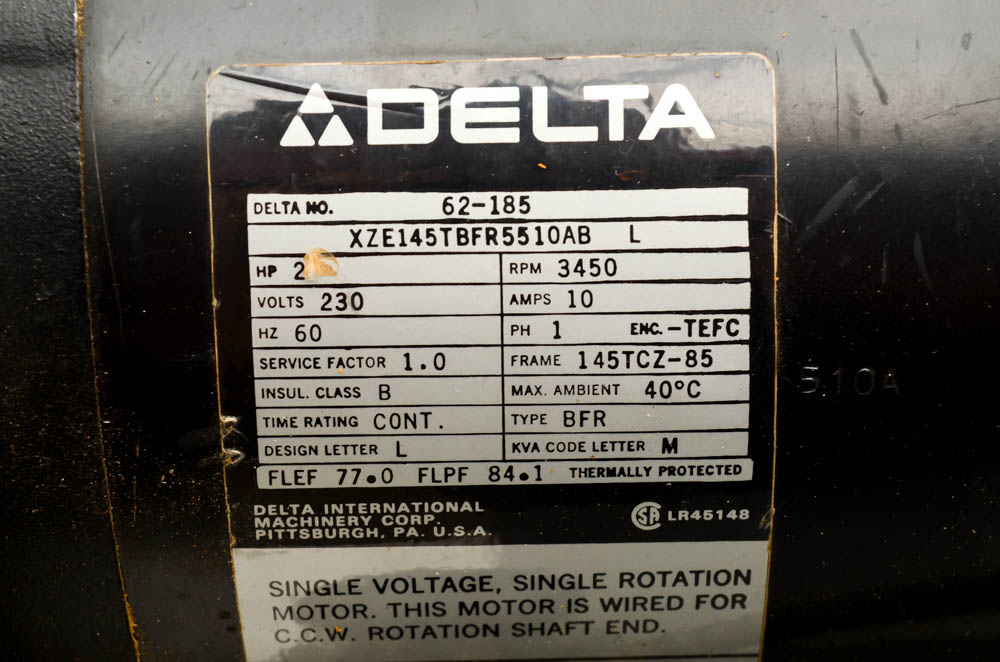 DELTA
DELTA NO. 62-185
XZE145TBFR5510AB L
HP 2 RPM 3450
VOLTS 230 AMPS 10
HZ 60 PH 1 ENC.-TEFC
SERVICE FACTOR 1.0 FRAME 145TCZ-85
INSUL. CLASS B MAX. AMBIENT 40°C
TIME RATING CONT. TYPE BFR
DESIGN LETTER L KVA CODE LETTER M
FLEF 77.0 FLPF 84.1 THERMALLY PROTECTED
DELTA INTERNATIONAL
MACHINERY CORP.
PITTSBURGH, PA. U.S.A.
SA LR45148
SINGLE VOLTAGE, SINGLE ROTATION
MOTOR. THIS MOTOR IS WIRED FOR
C.C.W. ROTATION SHAFT END.
510A